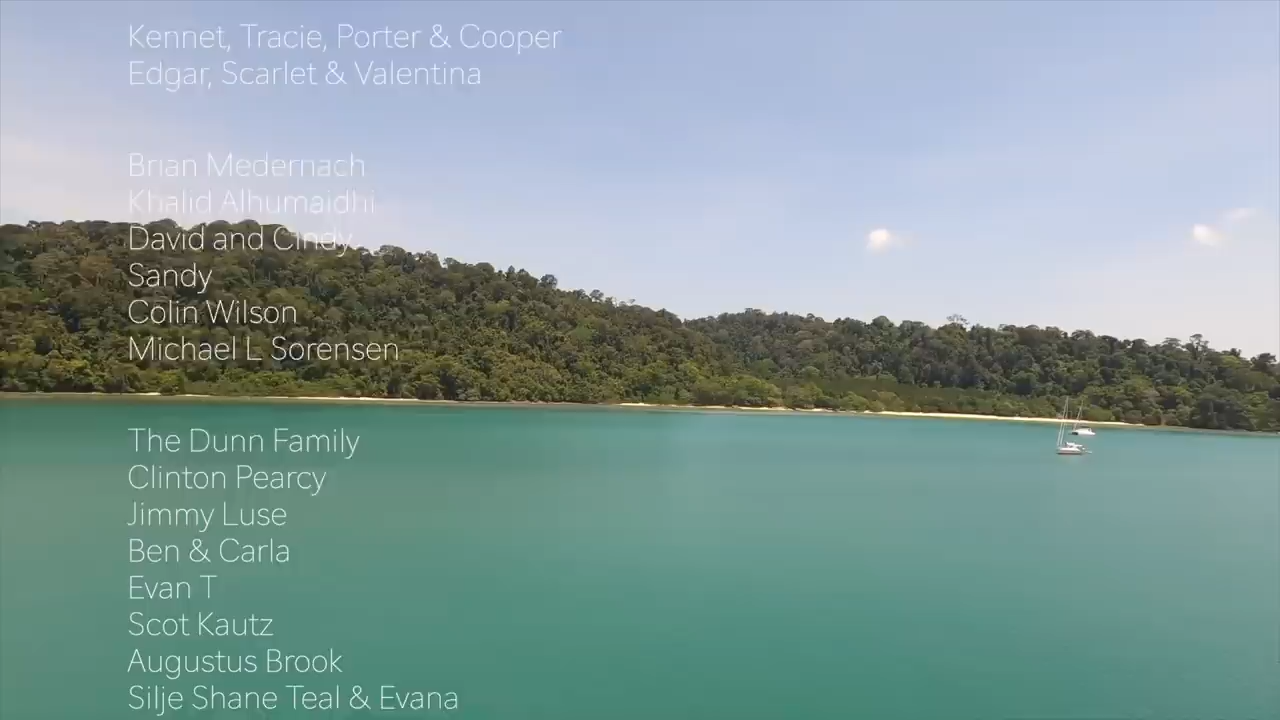 Kennet, Tracie, Porter & Cooper
Edgar, Scarlet & Valentina
Brian Medernach
Khalid Alhumaidhi
David and Cindy
Sandy
Colin Wilson
Michael L Sorensen
The Dunn Family
Clinton Pearcy
Jimmy Luse
Ben & Carla
Evan T
Scot Kautz
Augustus Brook
Silje Shane Teal & Evana